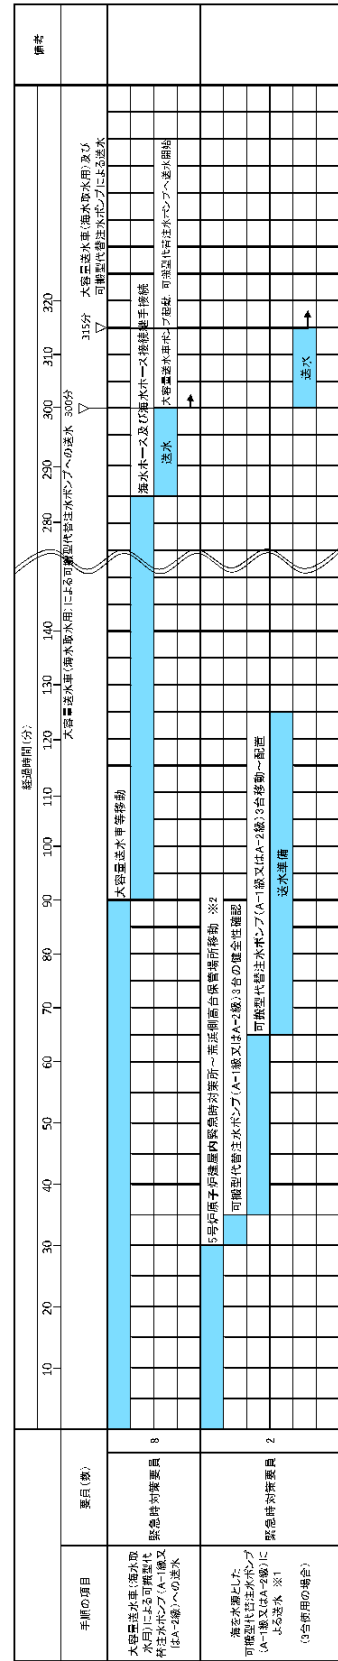 経過時間(分)
備考
10 20 30 40 50 60 70 80 90 100 110 120 130 140 280 290 300 310 320
手順の項目
要員(数)
大容量送水車(海水取水用)による可搬型代替注水ポンプへの送水 300分
315分
大容量送水車(海水取水用)及び
可搬型代替注水ポンプによる送水
大容量送水車(海水取
水用)による可搬型代
替注水ポンプ(A-1級又
はA-2級)への送水
緊急時対策要員
8
大容量送水車等移動
海水ホース及び海水ホース接続継手接続
大容量送水車ポンプ起動、可搬型代替注水ポンプへ送水開始
送水
海を水源とした
可搬型代替注水ポンプ
(A-1級又はA-2級)に
よる送水 ※1
(3台使用の場合)
緊急時対策要員
2
5号炉原子炉建屋内緊急時対策所~荒浜側高台保管場所移動 ※2
可搬型代替注水ポンプ(A-1級又はA-2級)3台の健全性確認
可搬型代替注水ポンプ(A-1級又はA-2級)3台移動~配置
送水準備
送水